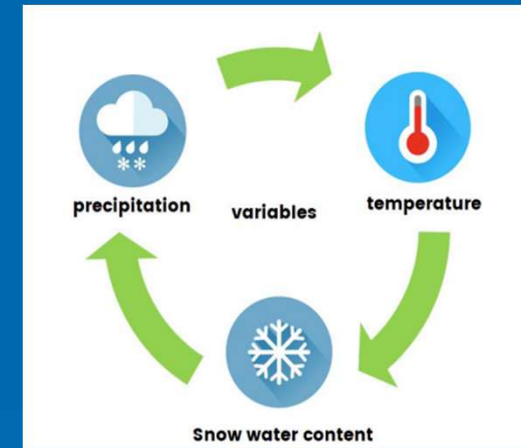 precipitation
variables
temperature
Snow water content